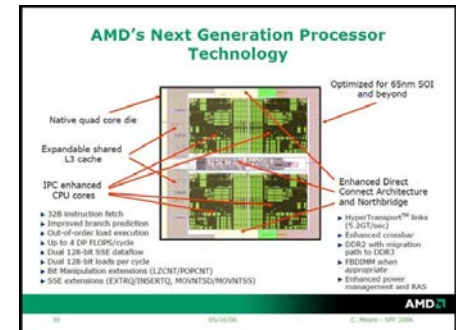 AMD's Next Generation Processor
Technology
Native quad core die
Expandable shared
L3 cache
IPC enhanced
CPU cores
Optimized for 65nm SOI
and beyond
Enhanced Direct
Connect Architecture
and Northbridge
▶ 32B instruction fetch
▶ Improved branch prediction
▶ Out-of-order load execution
▶ Up to 4 DP FLOPS/cycle
▶ Dual 128-bit SSE dataflow
▶ Dual 128-bit loads per cycle
▶ Bit Manipulation extensions (LZCNT/POPCNT)
▶ SSE extensions (EXTRQ/INSERTQ, MOVNTSD/MOVNTSS)
▶ HyperTransport™ links
(5.2GT/sec)
▶ Enhanced crossbar
▶ DDR2 with migration
path to DDR3
▶ FBDIMM when
appropriate
▶ Enhanced power
management and RAS
AMD
C. Moore - SPF 2006